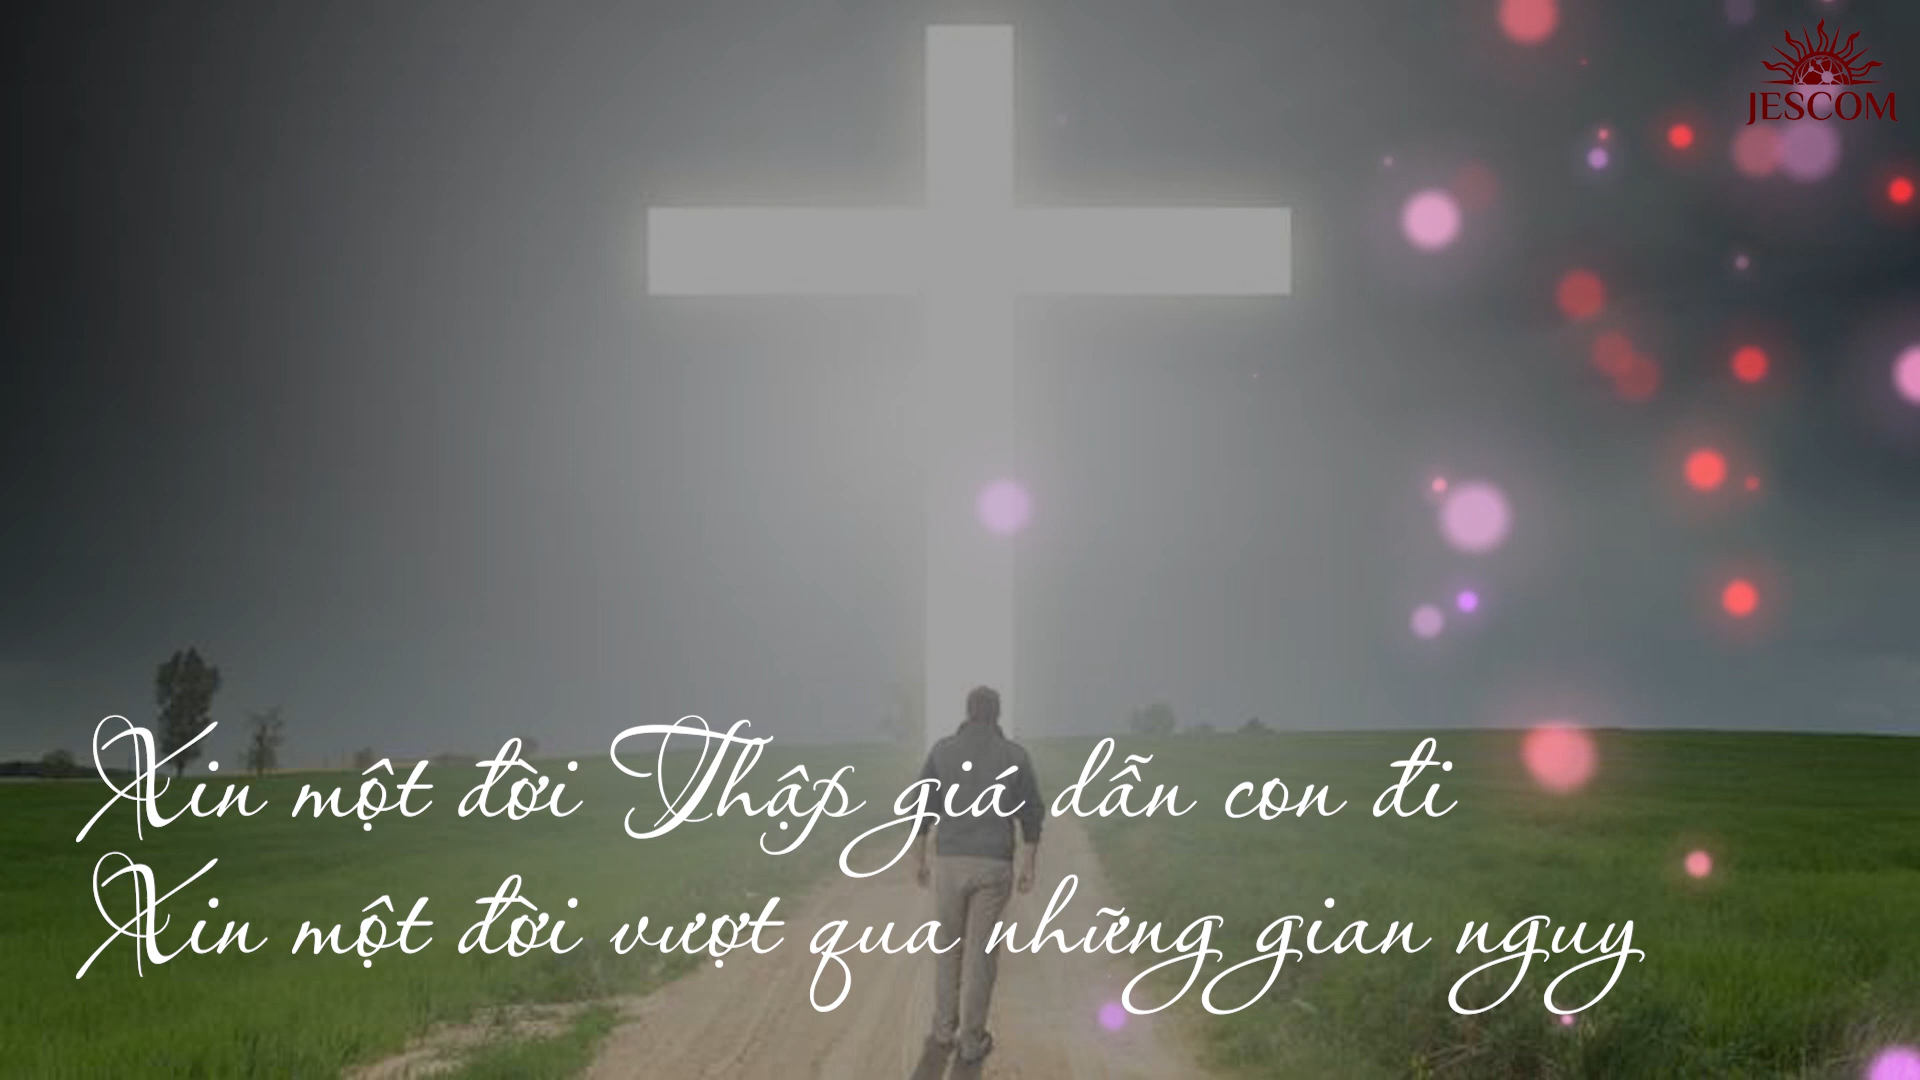 JESCOM
Xin một đời Thập giá dẫn con đi
Xin một đời vượt qua những gian nguy